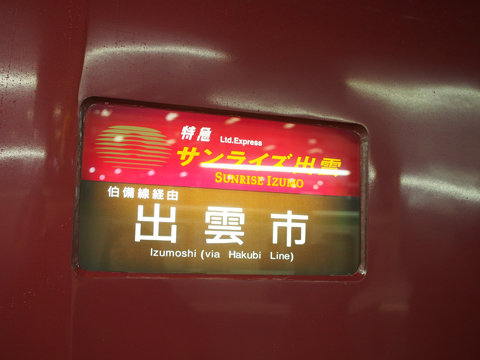 特急 Ltd.Express
サンライズ出雲
SUNRISE IZUMO
伯備線経由
出雲市
Izumoshi (via Hakubi Line)